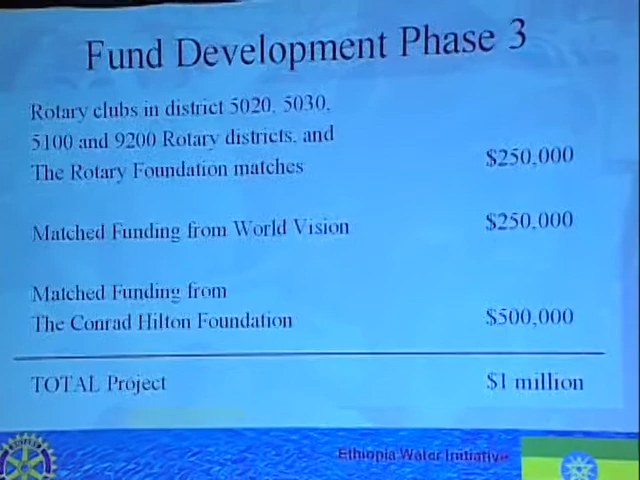 Fund Development Phase 3
Rotary clubs in district 5020, 5030,
5100 and 9200 Rotary districts, and
The Rotary Foundation matches $250,000
Matched Funding from World Vision $250,000
Matched Funding from
The Conrad Hilton Foundation $500,000
TOTAL Project $1 million
Ethiopia Water Initiative